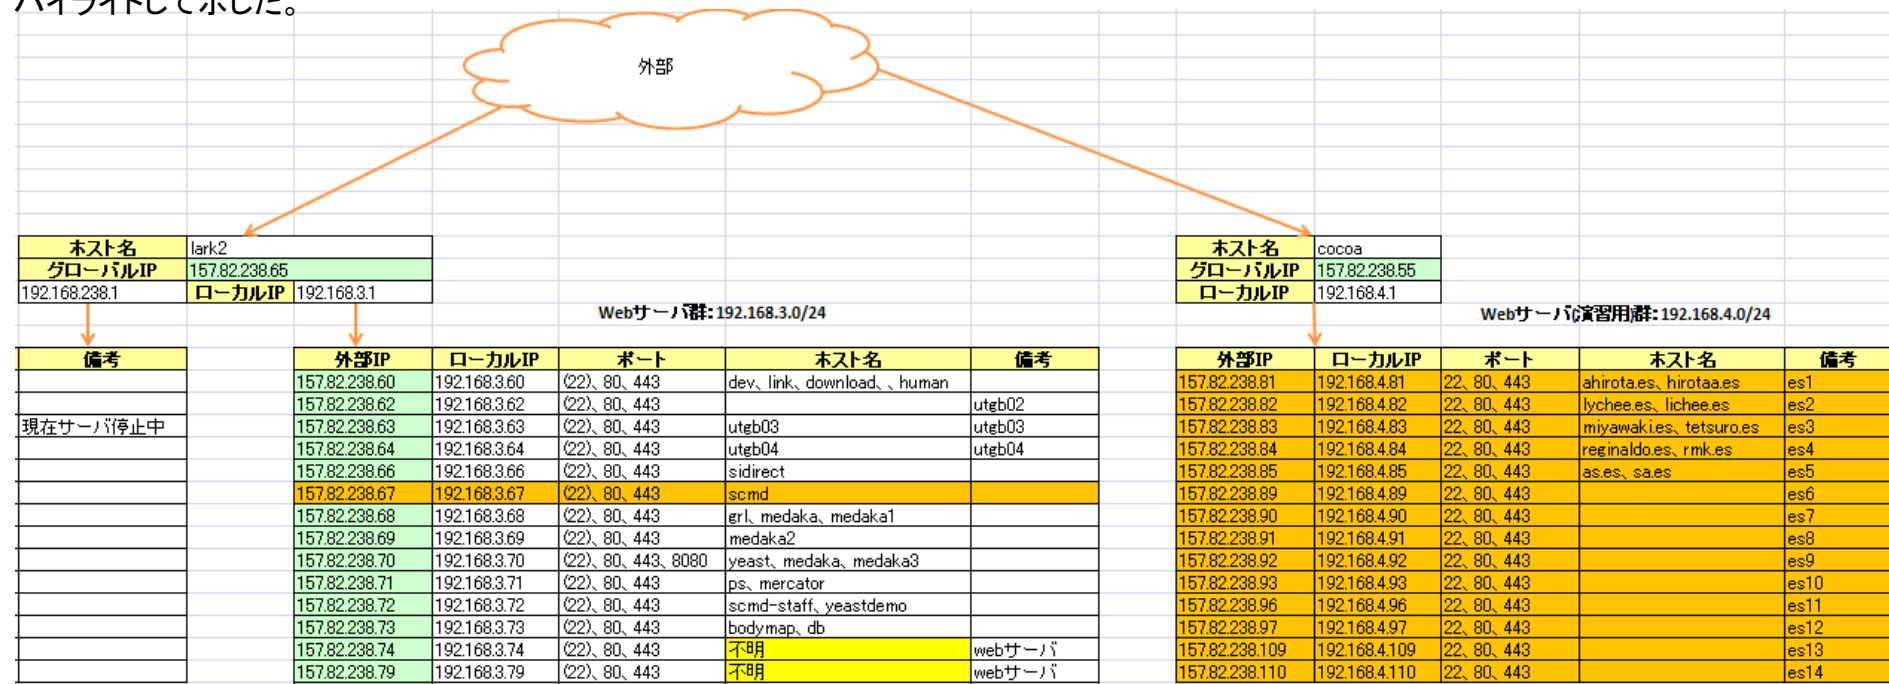 ハイライトして示した。
外部
ホスト名 lark2
グローバルIP 157.82.238.65
192.168.238.1 ローカルIP 192.168.3.1
ホスト名 cocoa
グローバルIP 157.82.238.55
ローカルIP 192.168.4.1
Webサーバ群: 192.168.3.0/24
Webサーバ(演習用)群: 192.168.4.0/24
備考
現在サーバ停止中
外部IP ローカルIP ポート ホスト名 備考
157.82.238.60 192.168.3.60 (22)、80、443 dev、link、download、、human
157.82.238.62 192.168.3.62 (22)、80、443 utgb02
157.82.238.63 192.168.3.63 (22)、80、443 utgb03 utgb03
157.82.238.64 192.168.3.64 (22)、80、443 utgb04 utgb04
157.82.238.66 192.168.3.66 (22)、80、443 sidirect
157.82.238.67 192.168.3.67 (22)、80、443 scmd
157.82.238.68 192.168.3.68 (22)、80、443 grl、medaka、medaka1
157.82.238.69 192.168.3.69 (22)、80、443 medaka2
157.82.238.70 192.168.3.70 (22)、80、443、8080 yeast、medaka、medaka3
157.82.238.71 192.168.3.71 (22)、80、443 ps、mercator
157.82.238.72 192.168.3.72 (22)、80、443 scmd-staff、yeastdemo
157.82.238.73 192.168.3.73 (22)、80、443 bodymap、db
157.82.238.74 192.168.3.74 (22)、80、443 不明 webサーバ
157.82.238.79 192.168.3.79 (22)、80、443 不明 webサーバ
外部IP ローカルIP ポート ホスト名 備考
157.82.238.81 192.168.4.81 22、80、443 ahirota.es、hirotaa.es es1
157.82.238.82 192.168.4.82 22、80、443 lychee.es、lichee.es es2
157.82.238.83 192.168.4.83 22、80、443 miyawaki.es、tetsuro.es es3
157.82.238.84 192.168.4.84 22、80、443 reginaldo.es、rmk.es es4
157.82.238.85 192.168.4.85 22、80、443 as.es、sa.es es5
157.82.238.89 192.168.4.89 22、80、443 es6
157.82.238.90 192.168.4.90 22、80、443 es7
157.82.238.91 192.168.4.91 22、80、443 es8
157.82.238.92 192.168.4.92 22、80、443 es9
157.82.238.93 192.168.4.93 22、80、443 es10
157.82.238.96 192.168.4.96 22、80、443 es11
157.82.238.97 192.168.4.97 22、80、443 es12
157.82.238.109 192.168.4.109 22、80、443 es13
157.82.238.110 192.168.4.110 22、80、443 es14